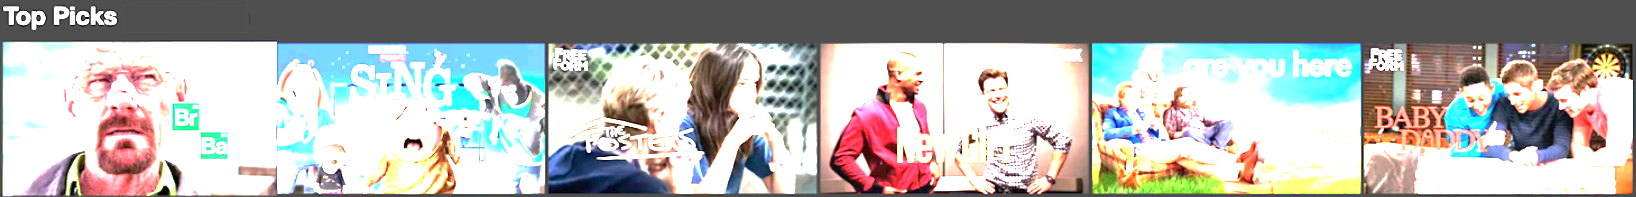 Top Picks
Br
Ba
SiNG
FREE
FORM
THE
FOSTERS
New Girl
are you here
FREE
FORM
BABY
DADDY